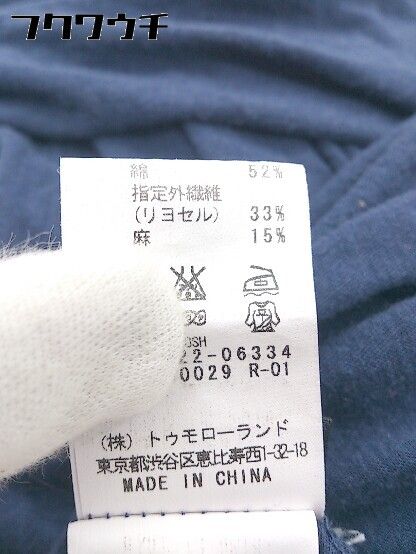 フクワウチ
綿 52%
指定外繊維
(リヨセル) 33%
麻 15%
22-06334
0029 R-01
(株) トゥモローランド
東京都渋谷区恵比寿西1-32-18
MADE IN CHINA